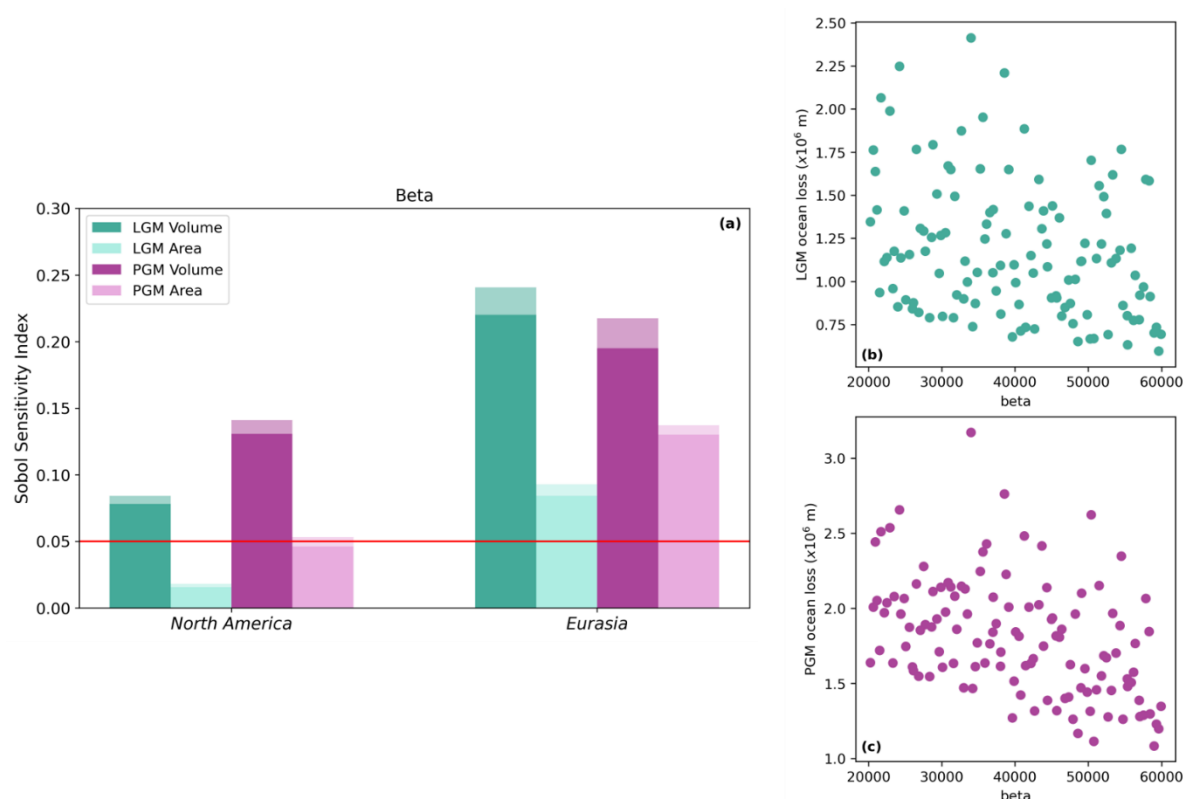 Beta
(a)
Sobol Sensitivity Index
0.30
0.25
0.20
0.15
0.10
0.05
0.00
LGM Volume
LGM Area
PGM Volume
PGM Area
North America
Eurasia
LGM ocean loss (x10⁶ m)
2.50
2.25
2.00
1.75
1.50
1.25
1.00
0.75
(b)
20000 30000 40000 50000 60000
beta
PGM ocean loss (x10⁶ m)
3.0
2.5
2.0
1.5
1.0
(c)
20000 30000 40000 50000 60000
beta